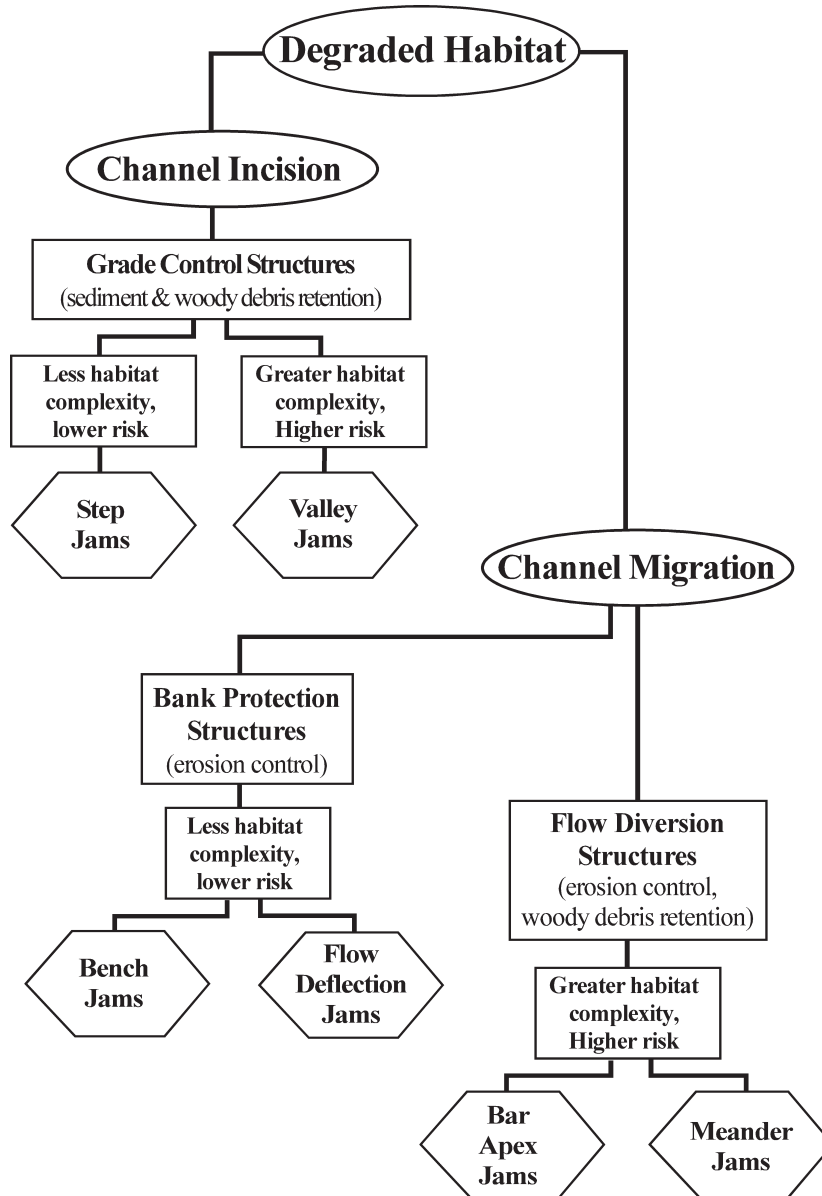 Degraded Habitat
Channel Incision
Grade Control Structures
(sediment & woody debris retention)
Less habitat
complexity,
lower risk
Greater habitat
complexity,
Higher risk
Step
Jams
Valley
Jams
Channel Migration
Bank Protection
Structures
(erosion control)
Less habitat
complexity,
lower risk
Bench
Jams
Flow
Deflection
Jams
Flow Diversion
Structures
(erosion control,
woody debris retention)
Greater habitat
complexity,
Higher risk
Bar
Apex
Jams
Meander
Jams